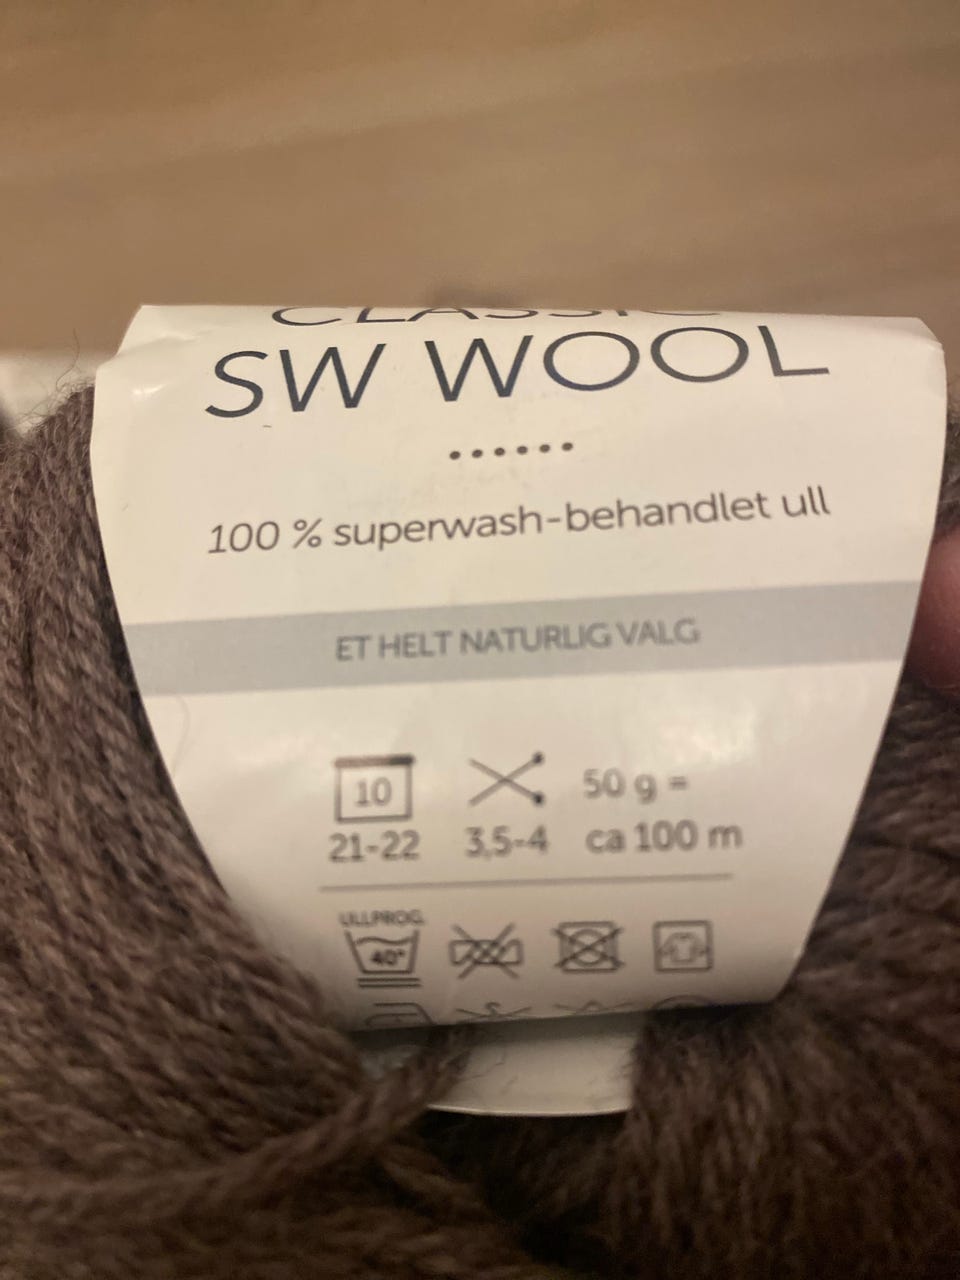 CLASSIC
SW WOOL
100 % superwash-behandlet ull
ET HELT NATURLIG VALG
10
21-22 3,5-4
50 g =
ca 100 m
ULLPROG.
40°